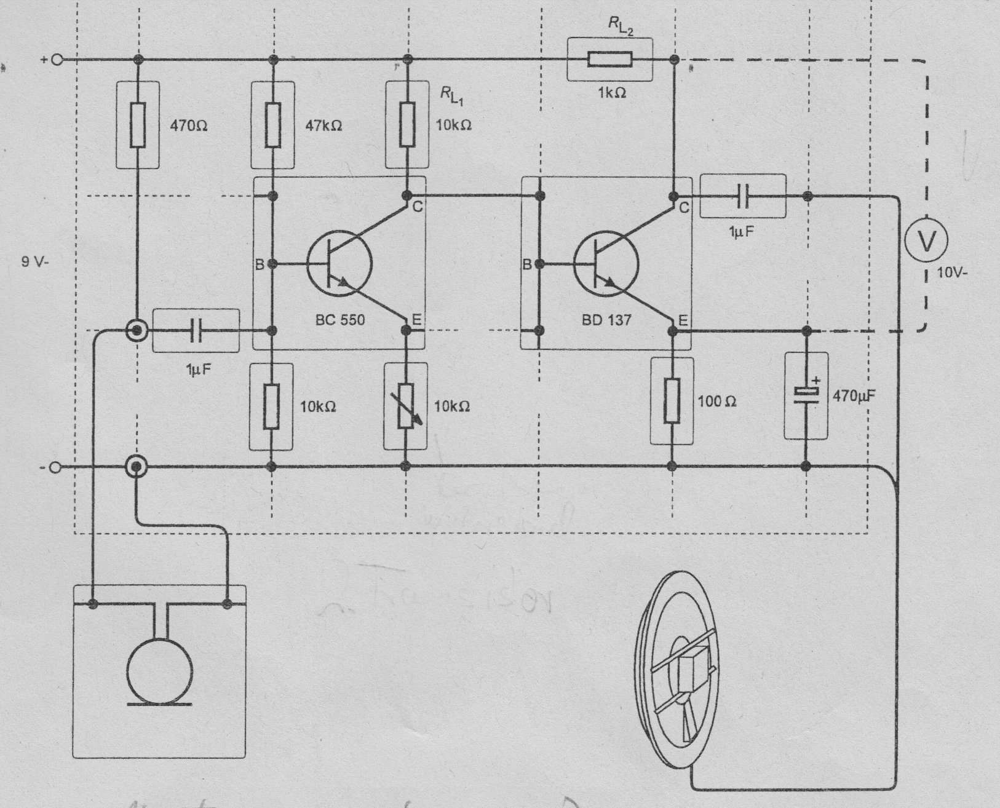 R_L2
+
1kΩ
R_L1
470Ω
47kΩ
10kΩ
C
C
1µF
V
9 V-
B
B
10V-
BC 550
E
BD 137
E
1µF
+
10kΩ
10kΩ
100 Ω
470µF
-